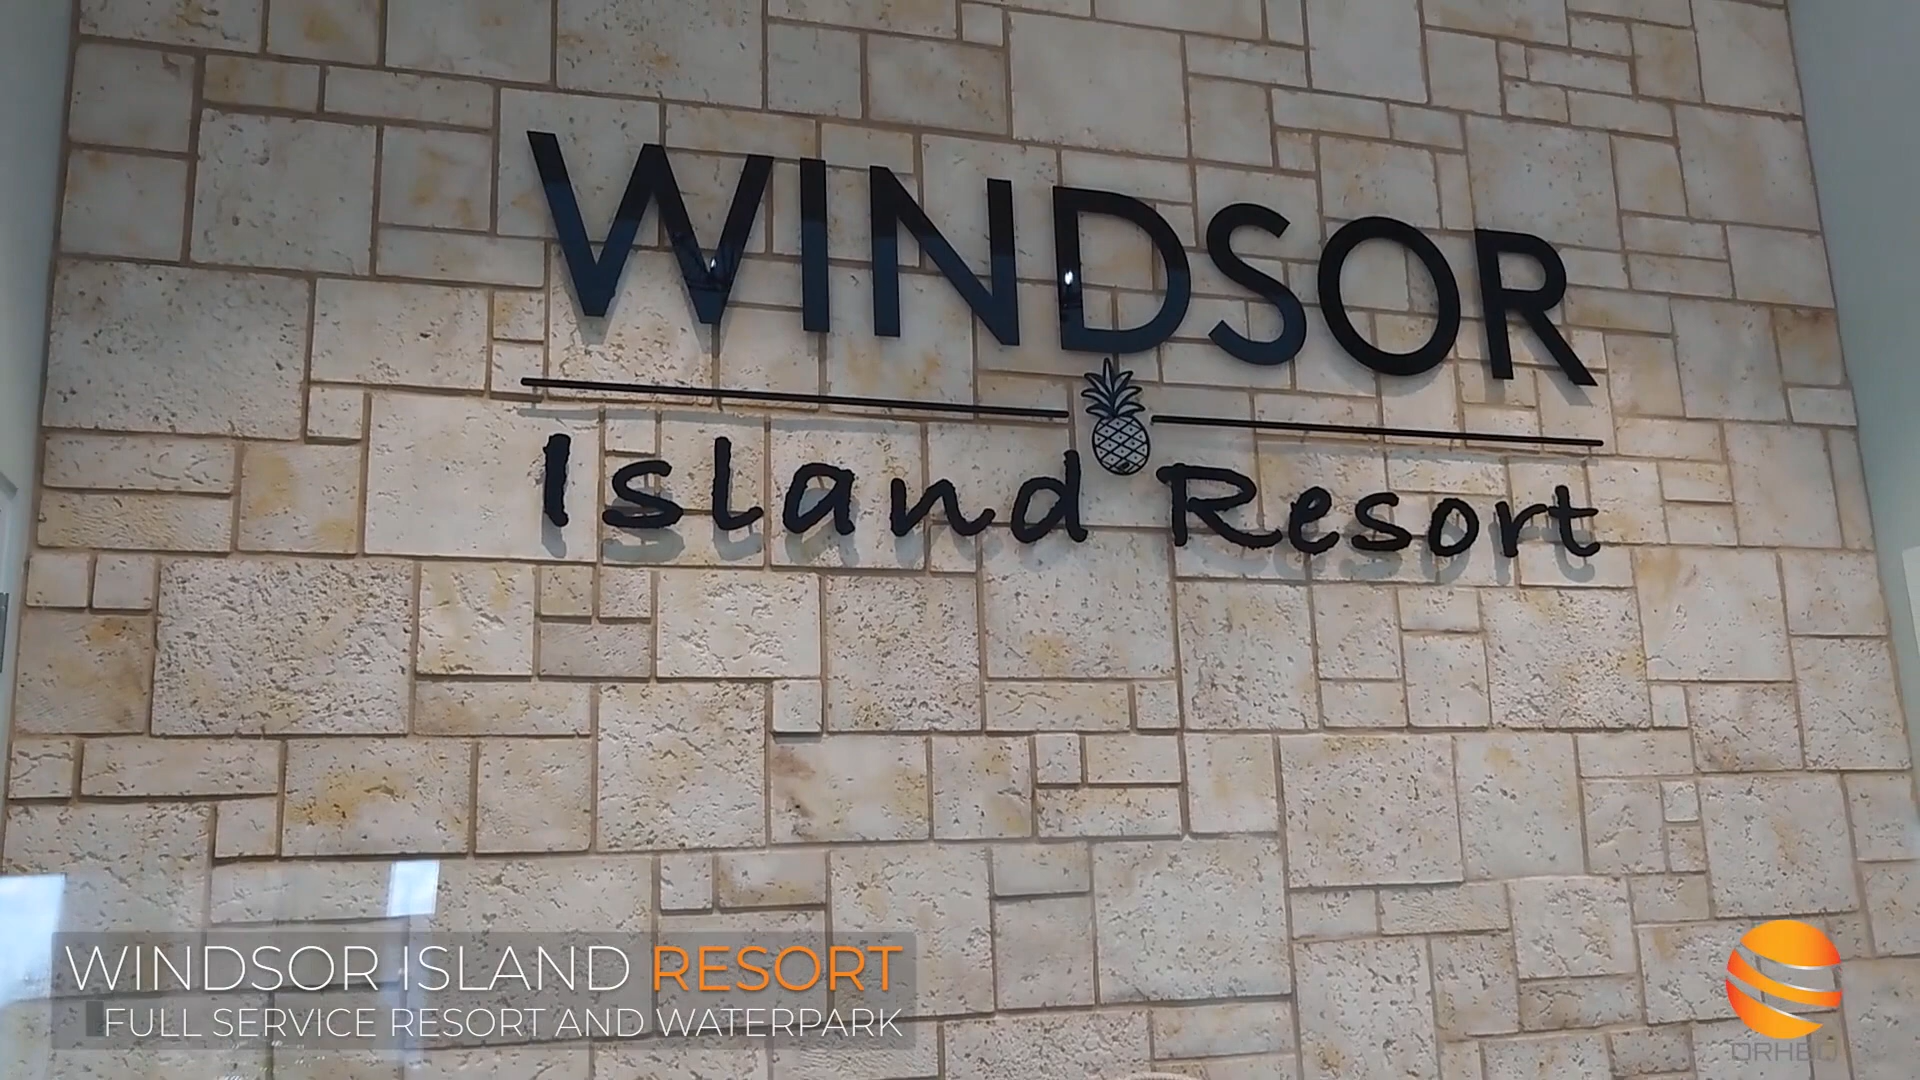 WINDSOR
Island Resort
WINDSOR ISLAND RESORT
FULL SERVICE RESORT AND WATERPARK